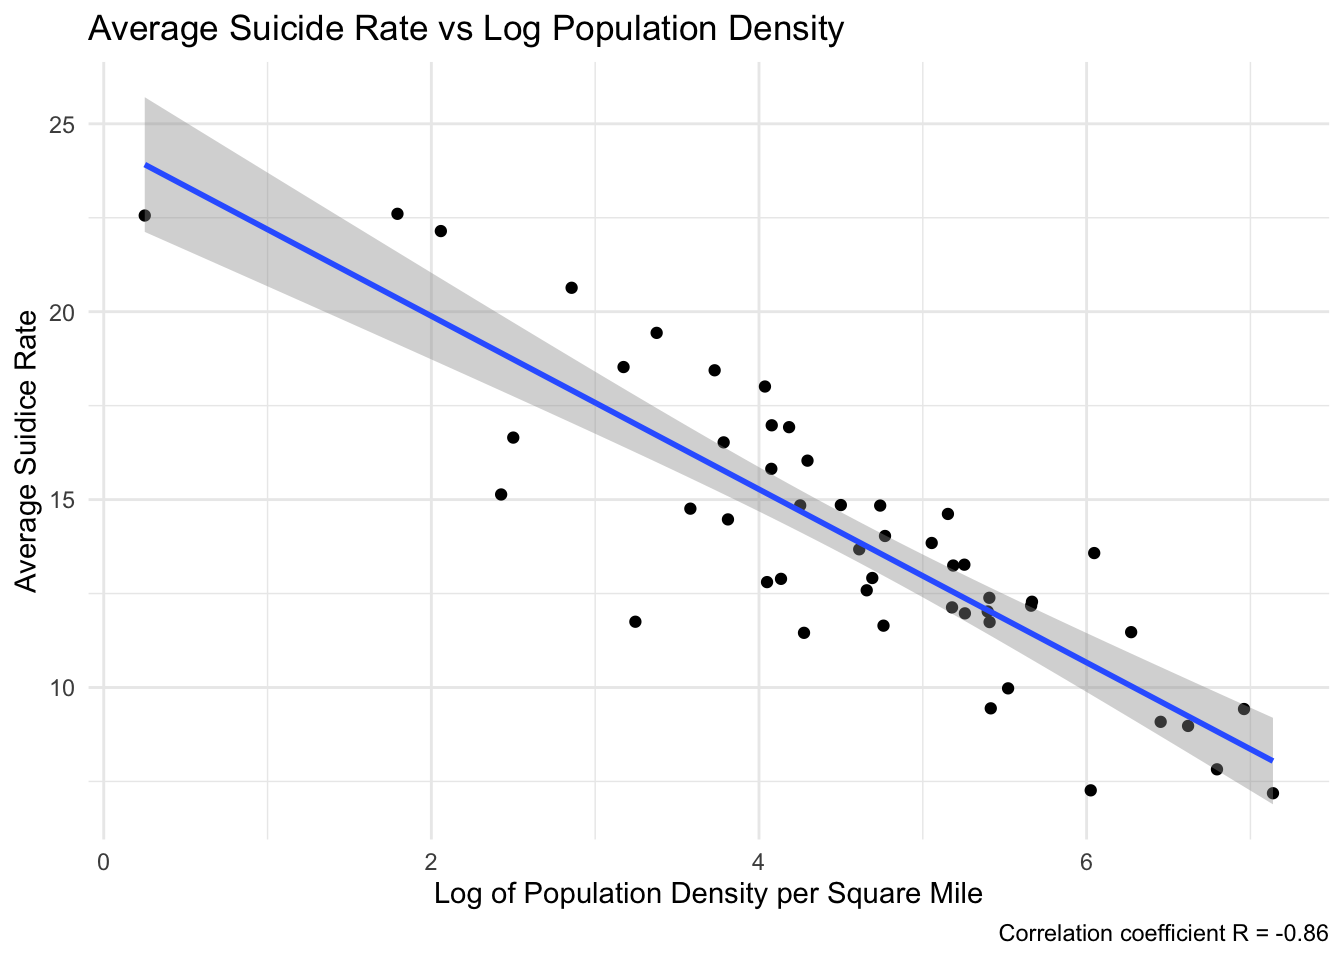 Average Suicide Rate vs Log Population Density
25
20
15
10
Average Suidice Rate
0 2 4 6
Log of Population Density per Square Mile
Correlation coefficient R = -0.86